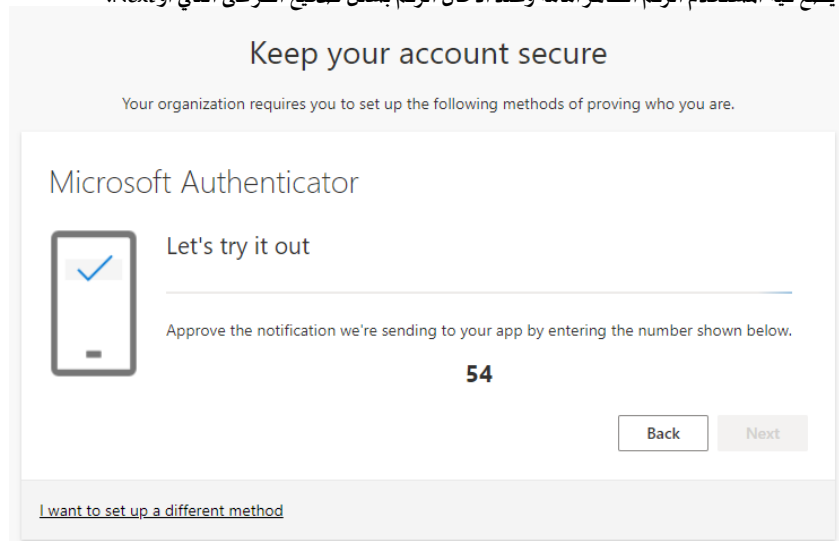 الرقم
Keep your account secure
Your organization requires you to set up the following methods of proving who you are.
Microsoft Authenticator
Let's try it out
Approve the notification we're sending to your app by entering the number shown below.
54
Back
Next
I want to set up a different method